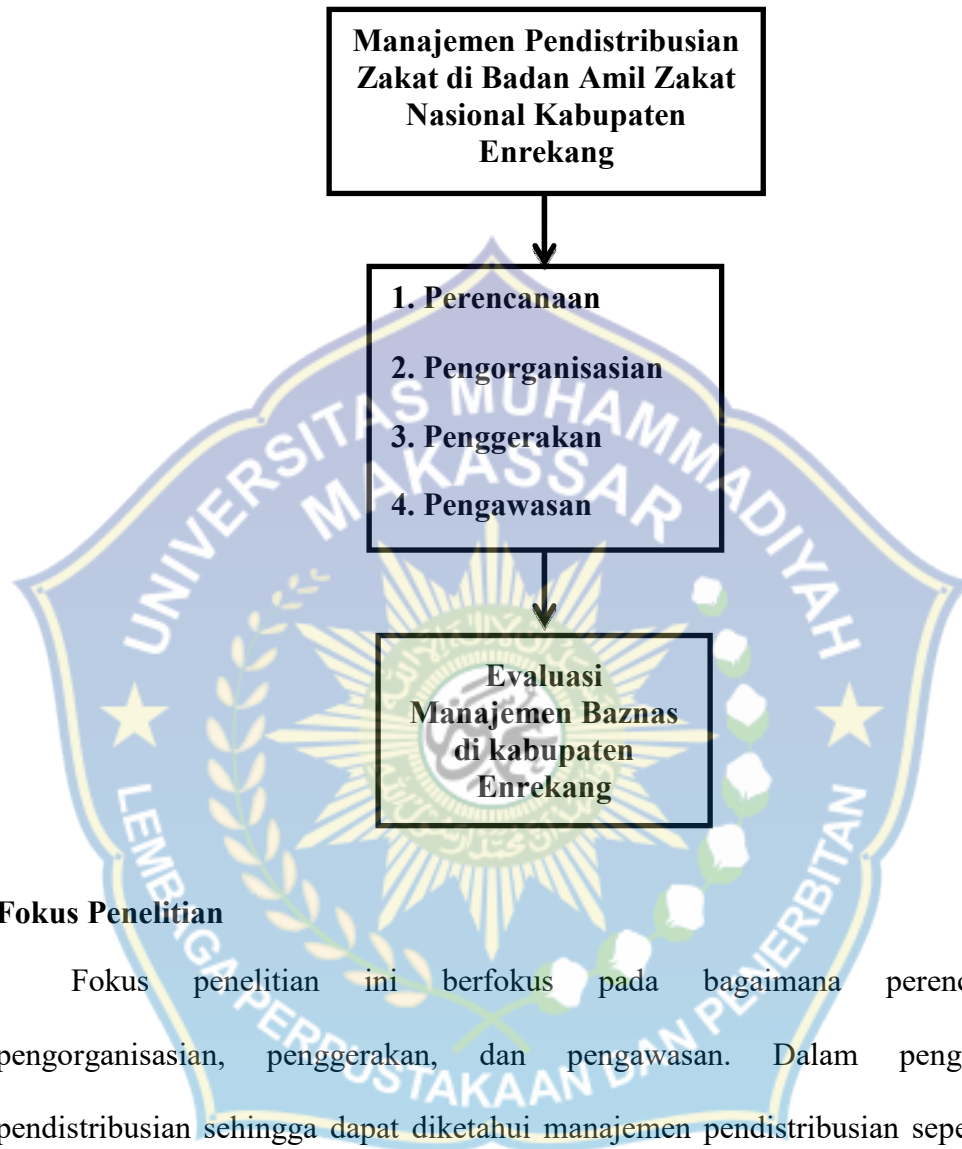 Manajemen Pendistribusian
Zakat di Badan Amil Zakat
Nasional Kabupaten
Enrekang
1. Perencanaan
2. Pengorganisasian
3. Penggerakan
4. Pengawasan
Evaluasi
Manajemen Baznas
di kabupaten
Enrekang
UNIVERSITAS MUHAMMADIYAH
MAKASSAR
LEMBAGA PERPUSTAKAAN DAN PENERBITAN
Fokus Penelitian
Fokus penelitian ini berfokus pada bagaimana
pengorganisasian, penggerakan, dan pengawasan. Dalam
pendistribusian sehingga dapat diketahui manajemen pendistribusian